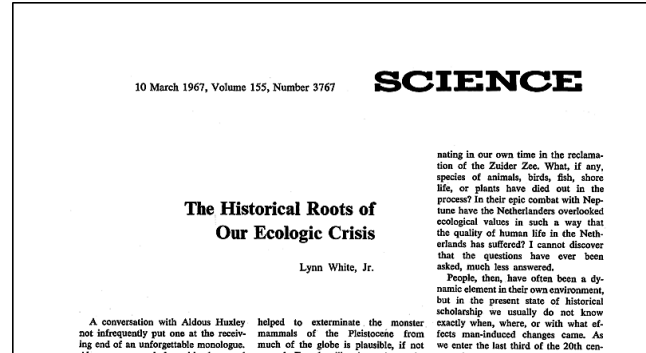 10 March 1967, Volume 155, Number 3767
SCIENCE
The Historical Roots of
Our Ecologic Crisis
Lynn White, Jr.
A conversation with Aldous Huxley
not infrequently put one at the receiv-
ing end of an unforgettable monologue.
helped to exterminate the monster
mammals of the Pleistocene from
much of the globe is plausible, if not
nating in our own time in the reclama-
tion of the Zuider Zee. What, if any,
species of animals, birds, fish, shore
life, or plants have died out in the
process? In their epic combat with Nep-
tune have the Netherlanders overlooked
ecological values in such a way that
the quality of human life in the Neth-
erlands has suffered? I cannot discover
that the questions have ever been
asked, much less answered.
People, then, have often been a dy-
namic element in their own environment,
but in the present state of historical
scholarship we usually do not know
exactly when, where, or with what ef-
fects man-induced changes came. As
we enter the last third of the 20th cen-